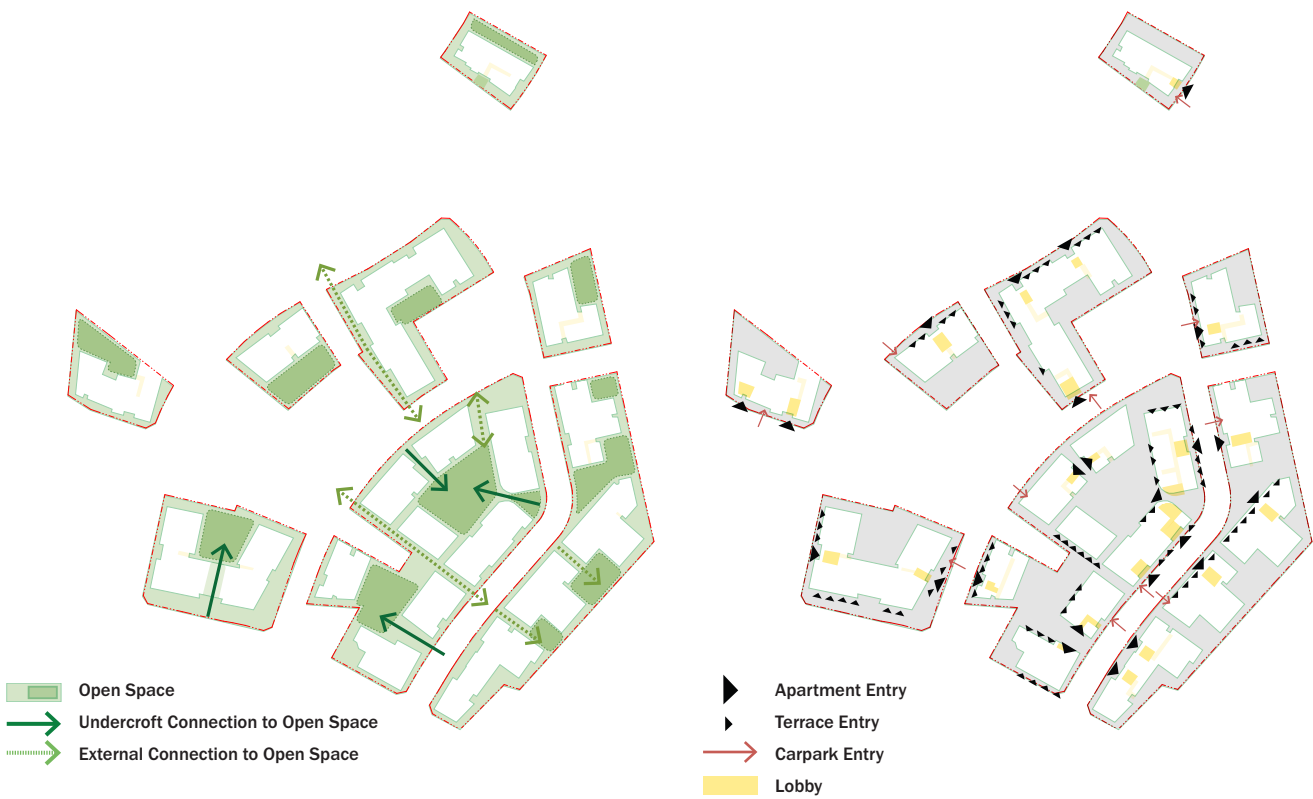 Open Space
Undercroft Connection to Open Space
External Connection to Open Space
Apartment Entry
Terrace Entry
Carpark Entry
Lobby